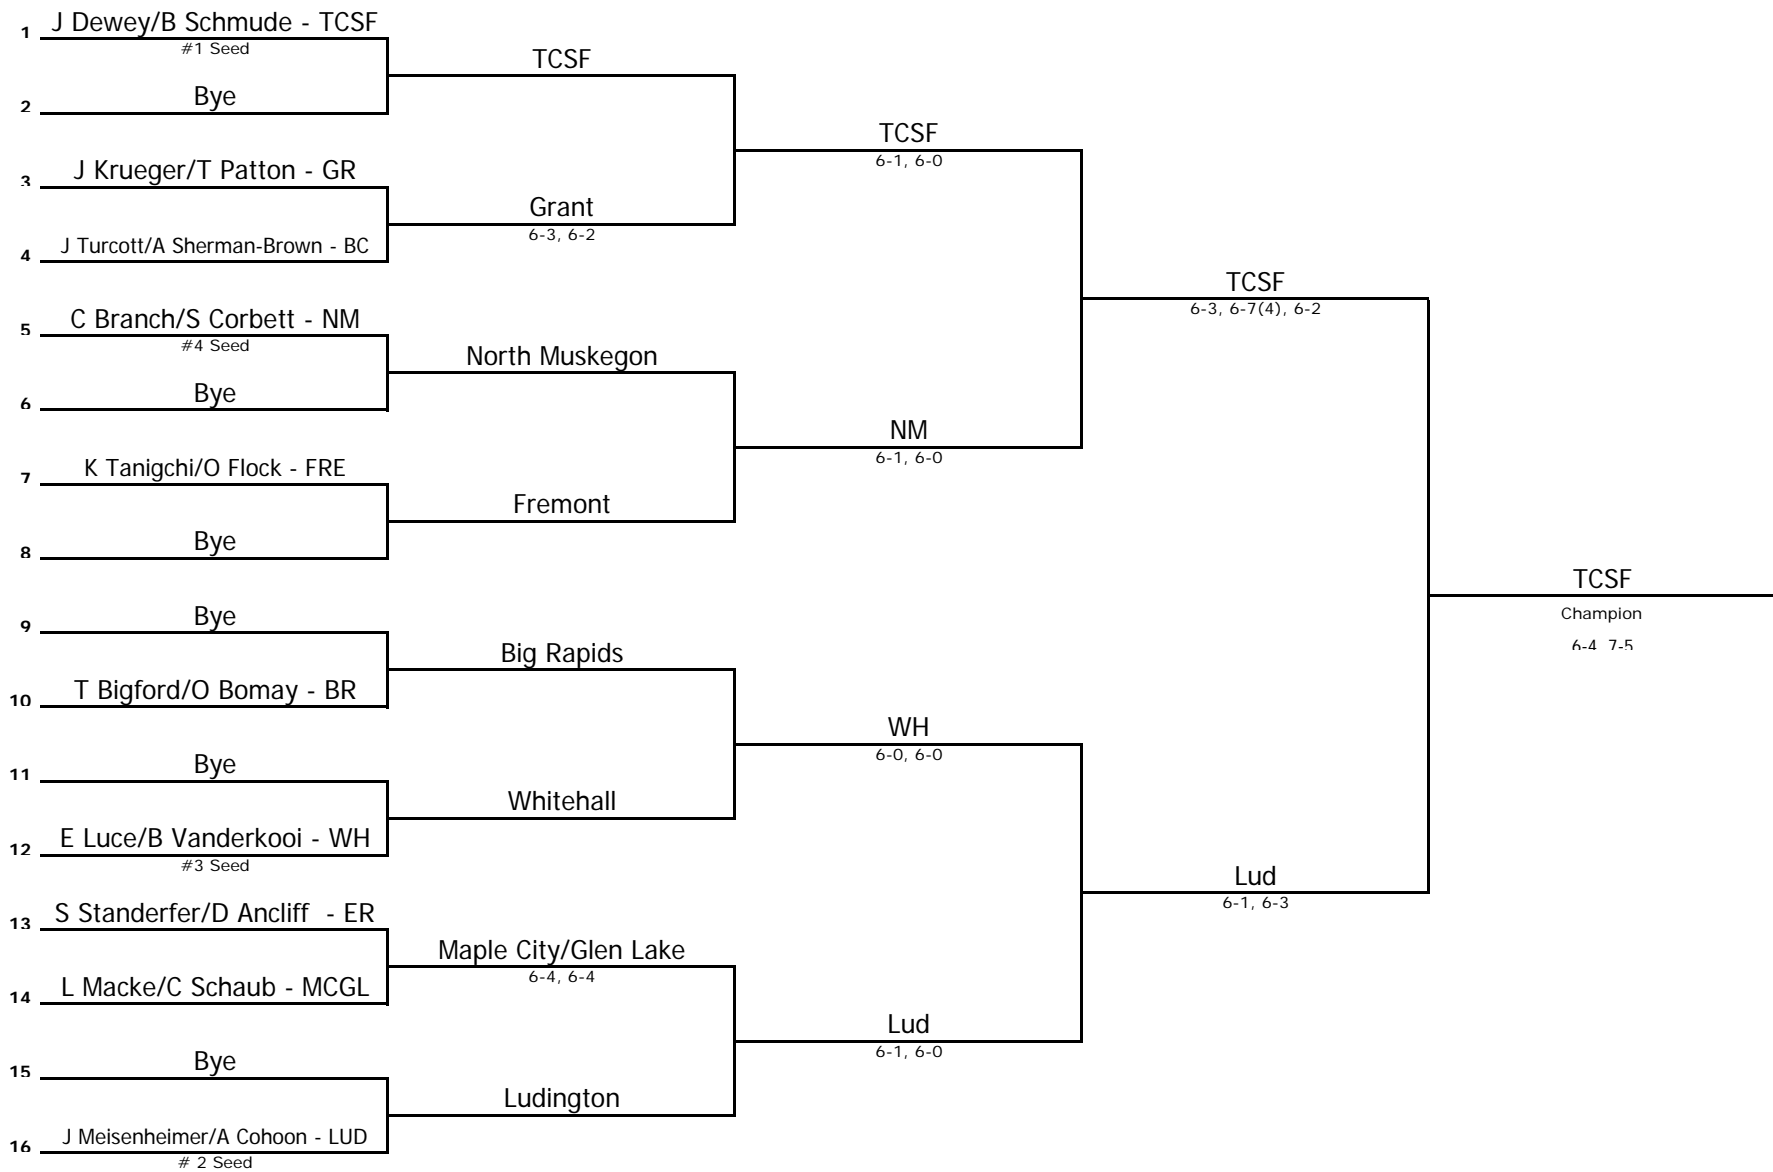 1 J Dewey/B Schmude - TCSF
#1 Seed
TCSF
2 Bye
TCSF
6-1, 6-0
3 J Krueger/T Patton - GR
Grant
6-3, 6-2
4 J Turcott/A Sherman-Brown - BC
TCSF
6-3, 6-7(4), 6-2
5 C Branch/S Corbett - NM
#4 Seed
North Muskegon
6 Bye
NM
6-1, 6-0
7 K Tanigchi/O Flock - FRE
Fremont
8 Bye
TCSF
Champion
6-4, 7-5
9 Bye
Big Rapids
10 T Bigford/O Bomay - BR
WH
6-0, 6-0
11 Bye
Whitehall
12 E Luce/B Vanderkooi - WH
#3 Seed
Lud
6-1, 6-3
13 S Standerfer/D Ancliff - ER
Maple City/Glen Lake
6-4, 6-4
14 L Macke/C Schaub - MCGL
Lud
6-1, 6-0
15 Bye
Ludington
16 J Meisenheimer/A Cohoon - LUD
# 2 Seed